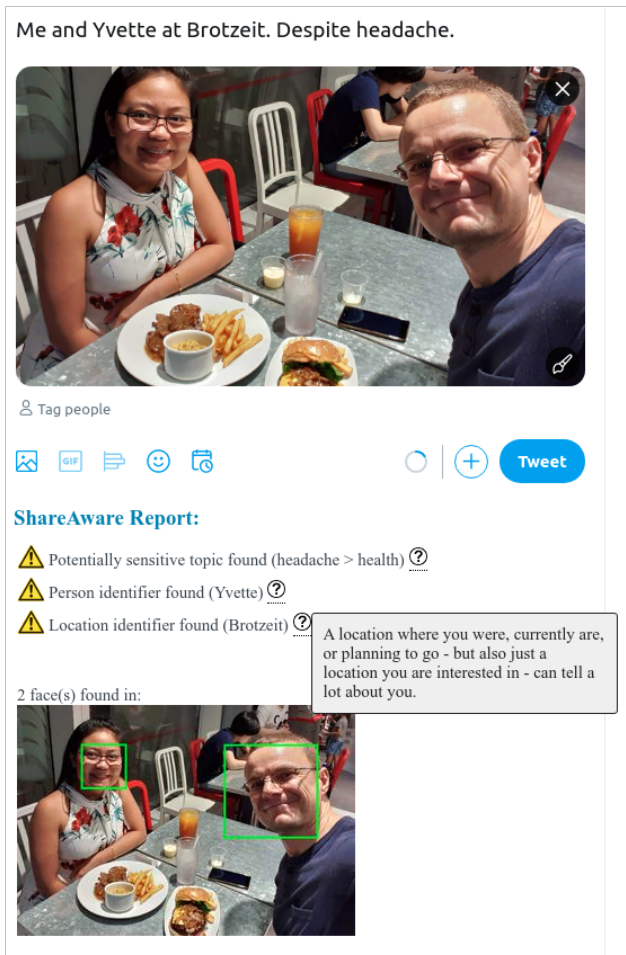 Me and Yvette at Brotzeit. Despite headache.
Tag people
GIF
Tweet
ShareAware Report:
Potentially sensitive topic found (headache > health) ?
Person identifier found (Yvette) ?
Location identifier found (Brotzeit) ?
A location where you were, currently are,
or planning to go - but also just a
location you are interested in - can tell a
lot about you.
2 face(s) found in: